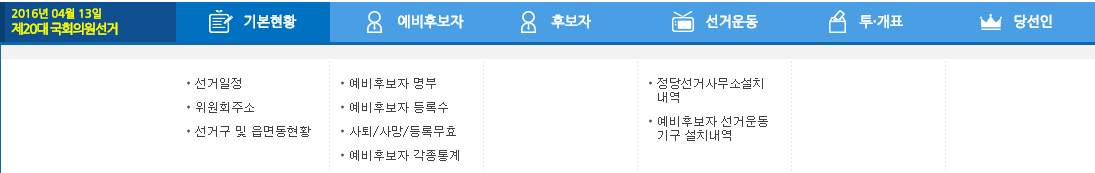 2016년 04월 13일
제20대 국회의원선거
기본현황
예비후보자
후보자
선거운동
투·개표
당선인
• 선거일정
• 위원회주소
• 선거구 및 읍면동현황
• 예비후보자 명부
• 예비후보자 등록수
• 사퇴/사망/등록무효
• 예비후보자 각종통계
• 정당선거사무소설치
내역
• 예비후보자 선거운동
기구 설치내역